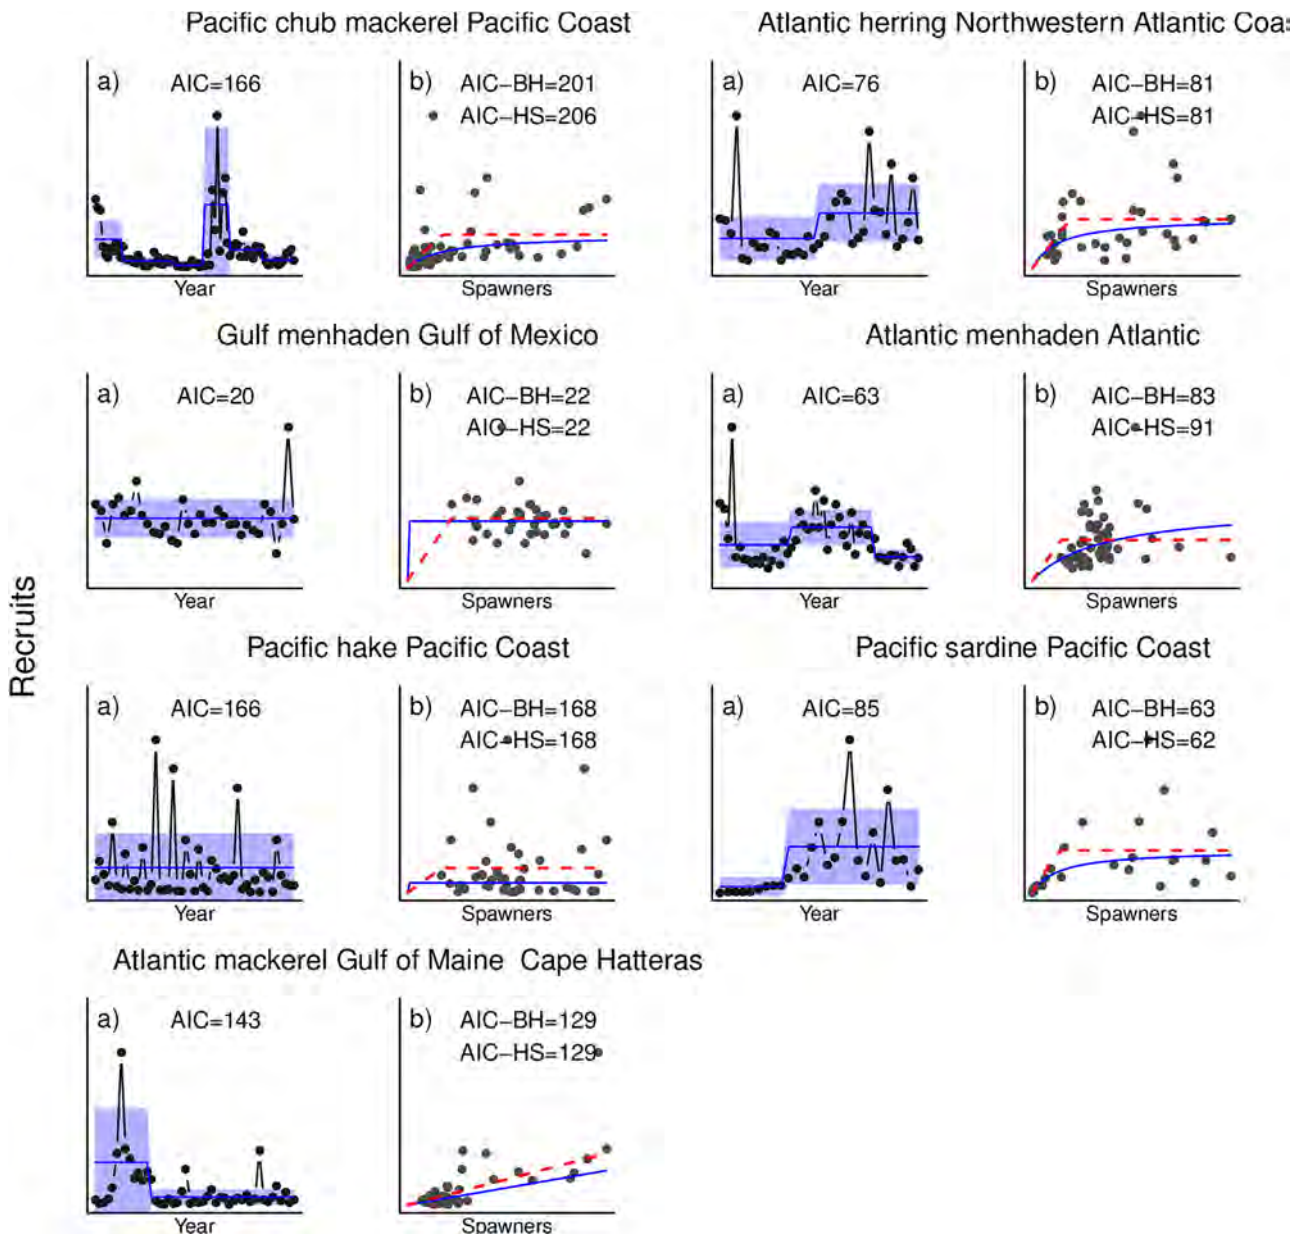 Pacific chub mackerel Pacific Coast
Atlantic herring Northwestern Atlantic Coas
a) AIC=166
b) AIC−BH=201
AIC−HS=206
a) AIC=76
b) AIC−BH=81
AIC−HS=81
Year
Spawners
Year
Spawners
Gulf menhaden Gulf of Mexico
Atlantic menhaden Atlantic
a) AIC=20
b) AIC−BH=22
AIC−HS=22
a) AIC=63
b) AIC−BH=83
AIC−HS=91
Year
Spawners
Year
Spawners
Recruits
Pacific hake Pacific Coast
Pacific sardine Pacific Coast
a) AIC=166
b) AIC−BH=168
AIC−HS=168
a) AIC=85
b) AIC−BH=63
AIC−HS=62
Year
Spawners
Year
Spawners
Atlantic mackerel Gulf of Maine Cape Hatteras
a) AIC=143
b) AIC−BH=129
AIC−HS=129
Year
Spawners